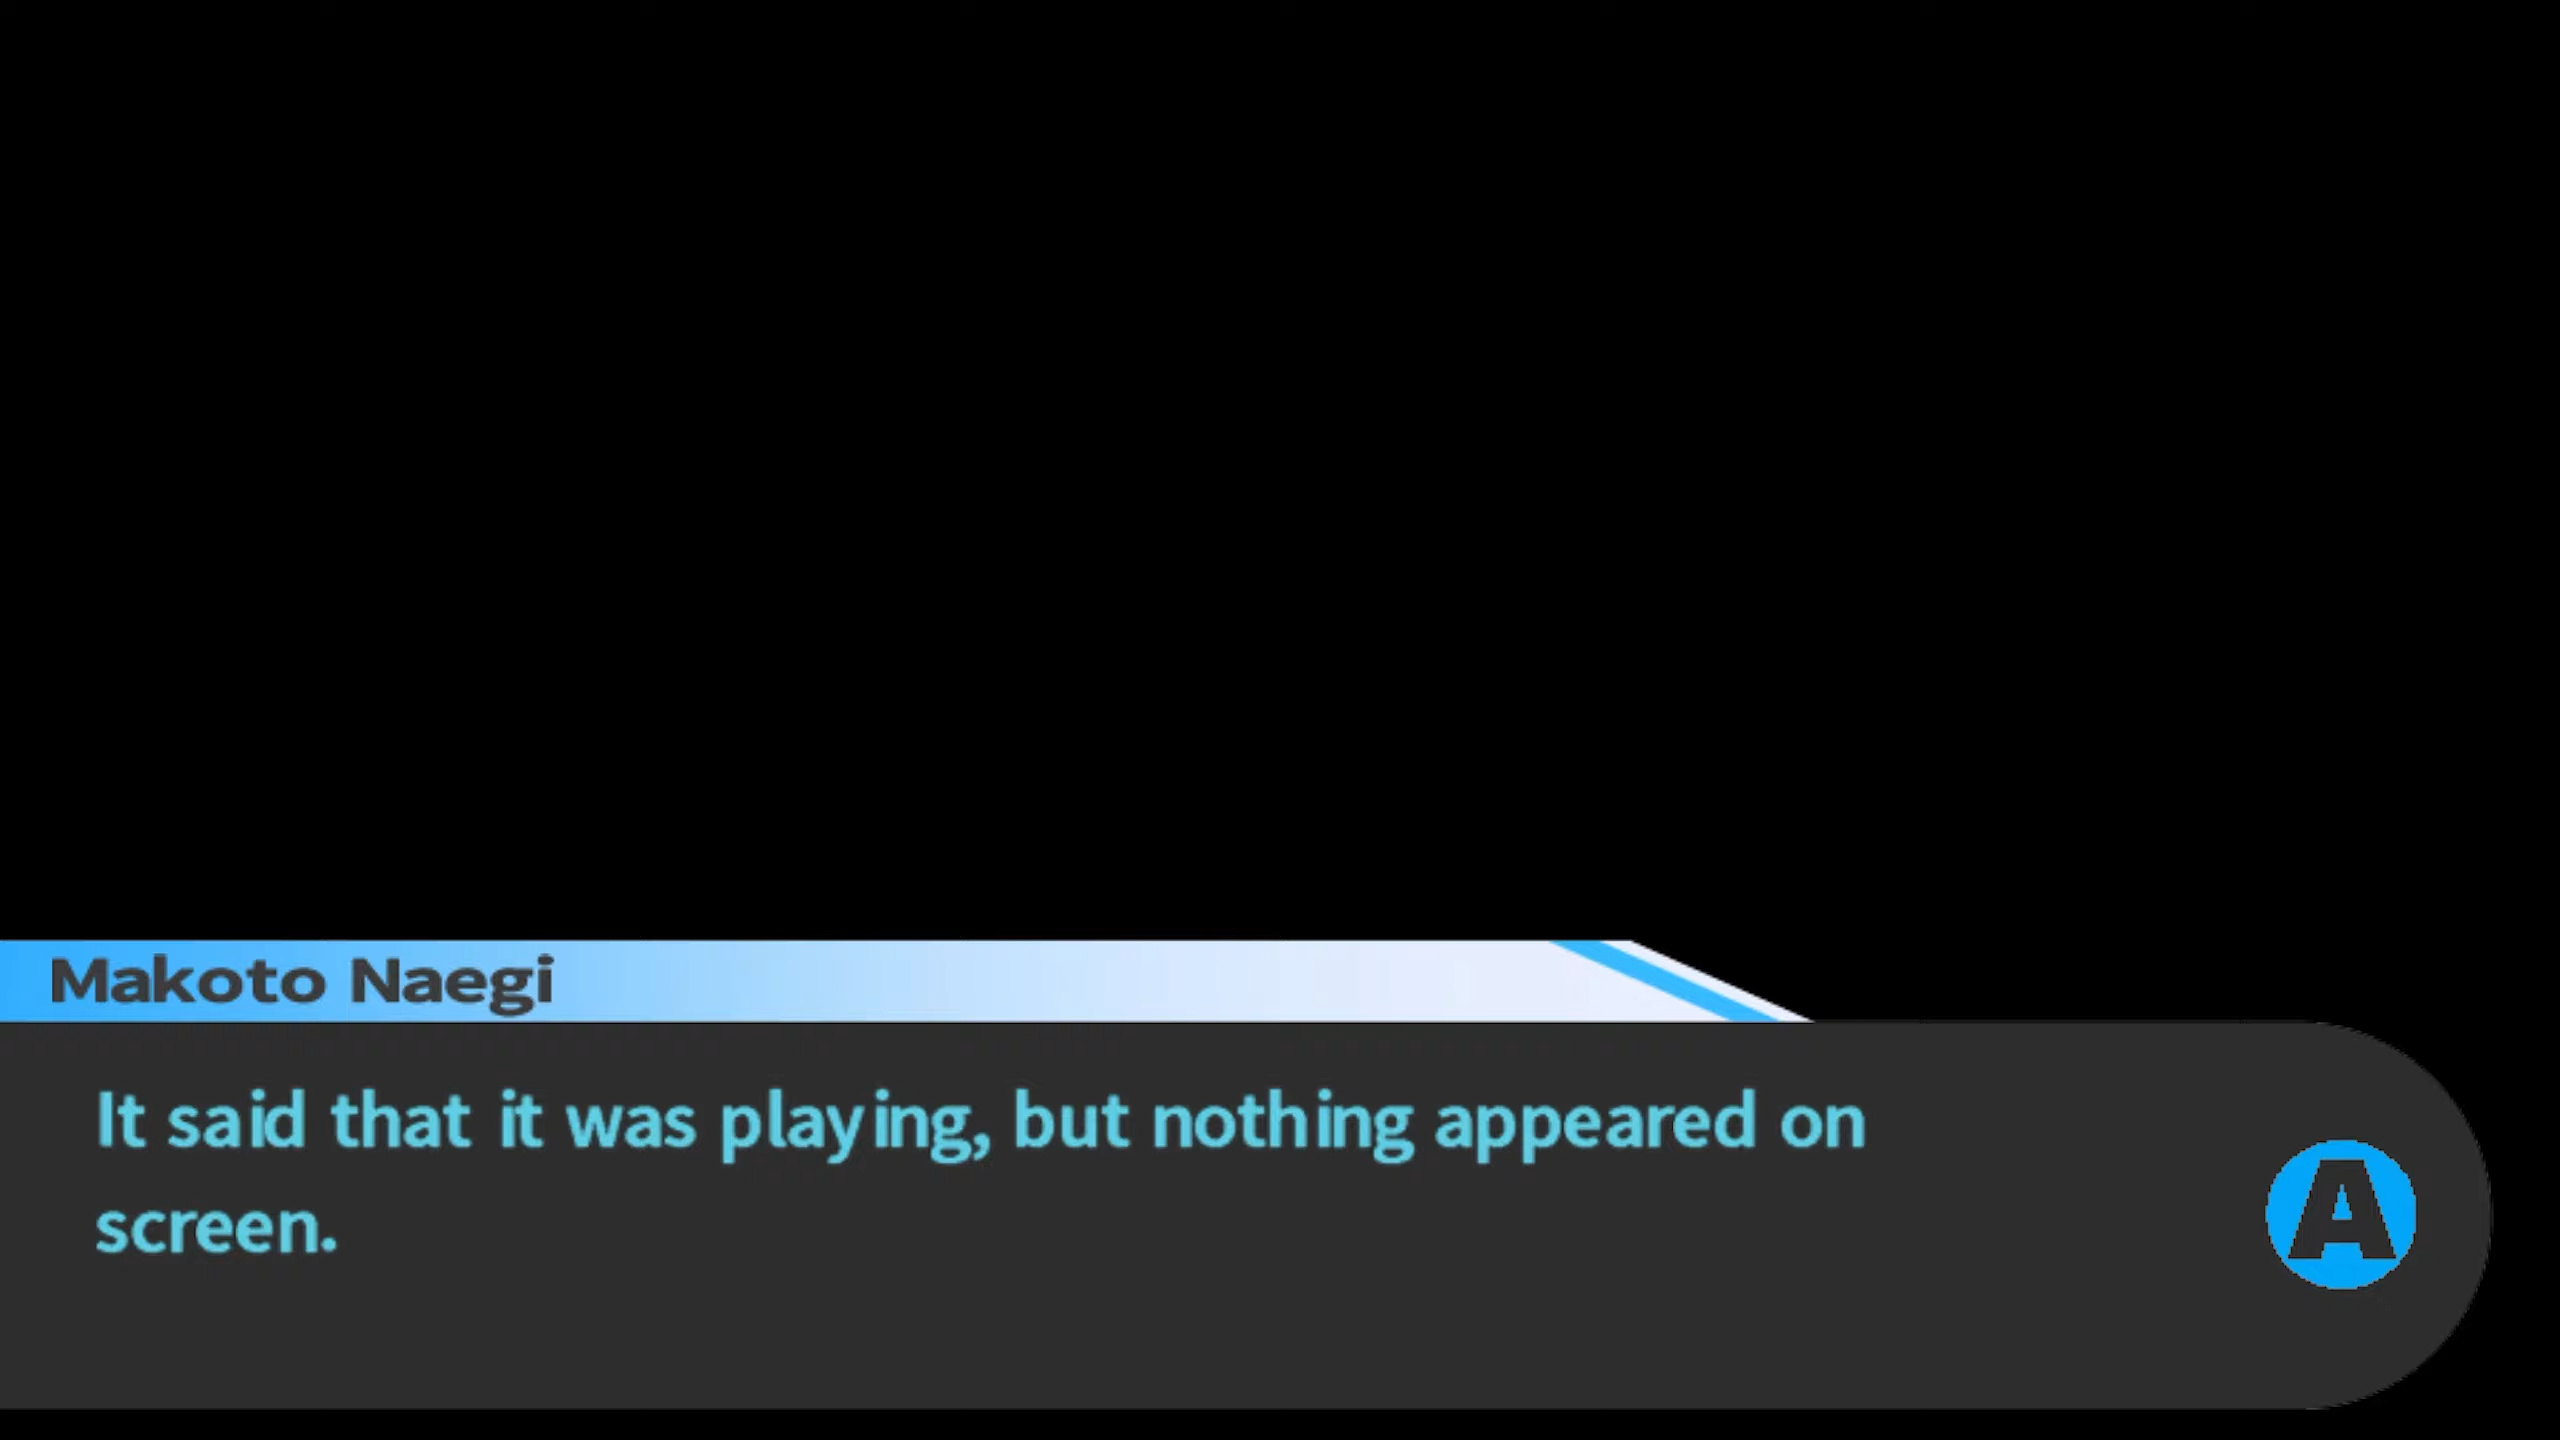 Makoto Naegi
It said that it was playing, but nothing appeared on
screen.
A